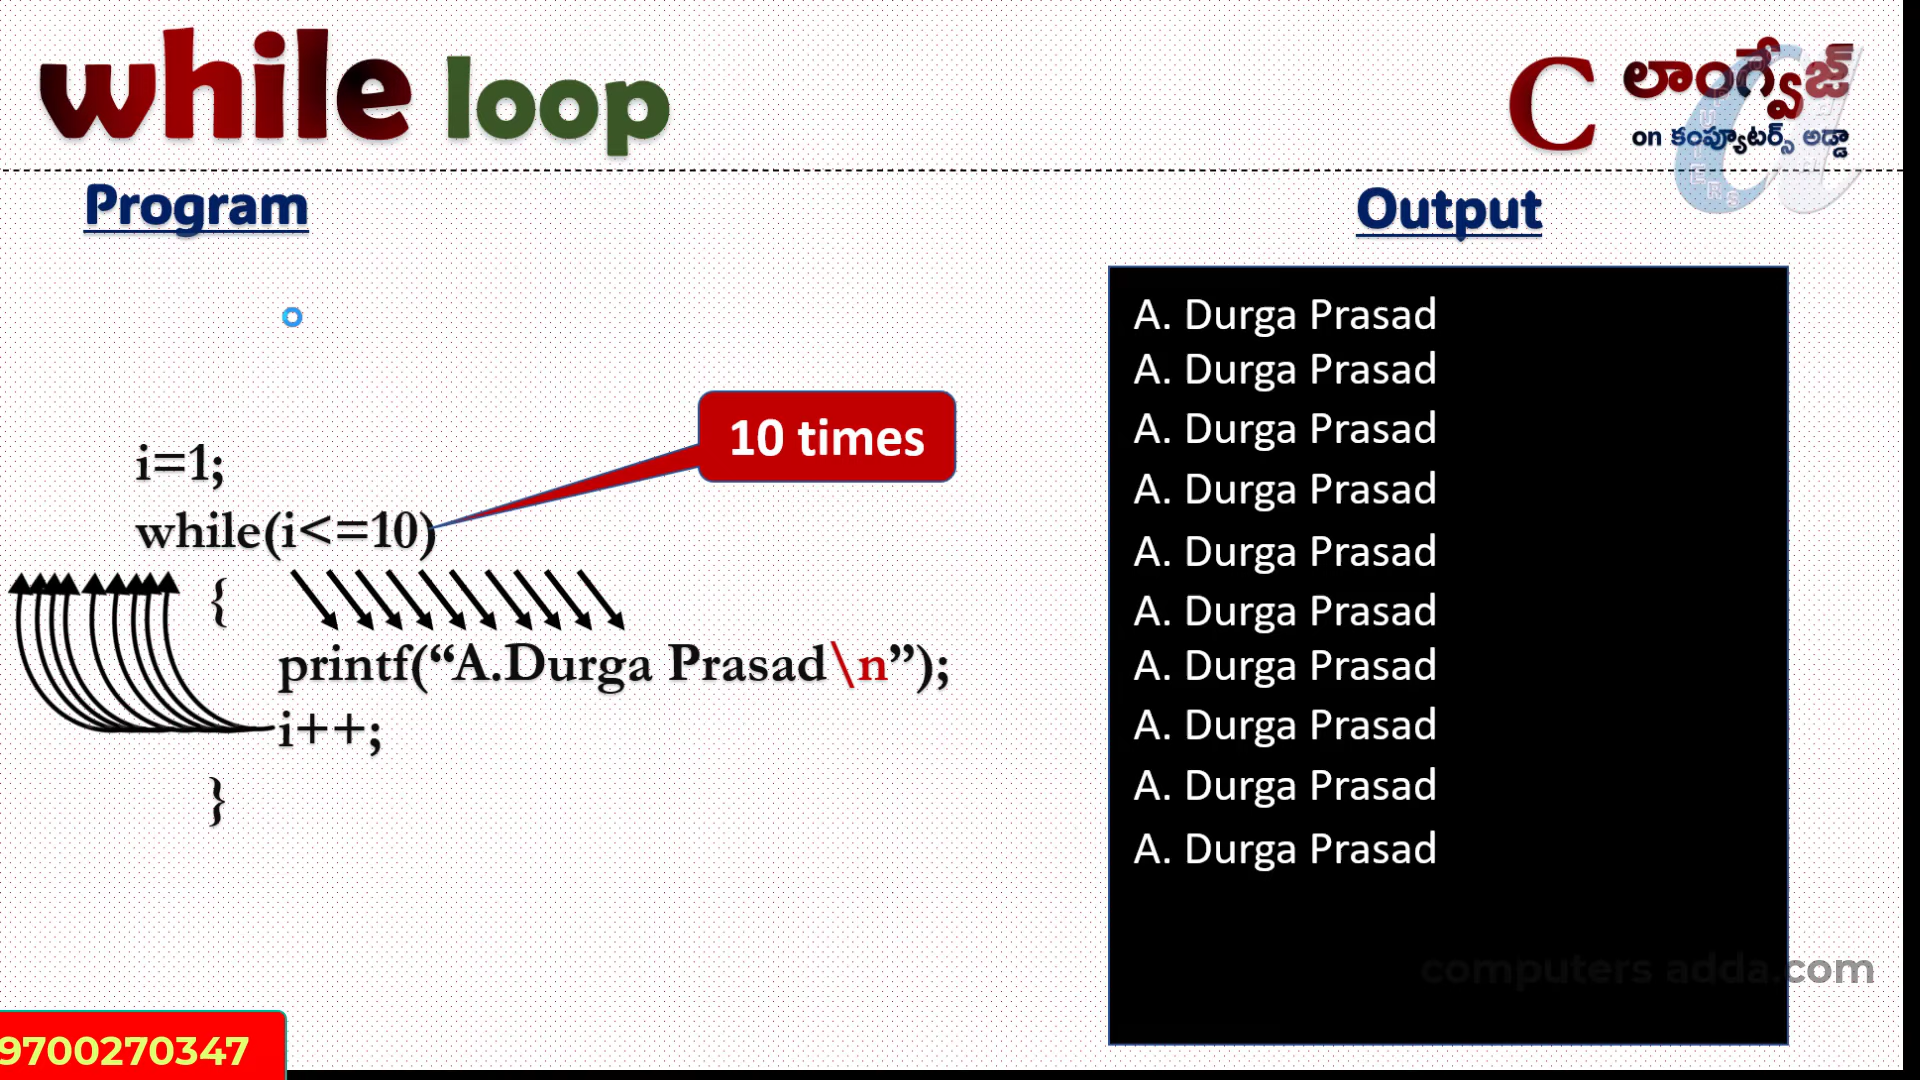 while loop
C లాంగ్వేజ్
on కంప్యూటర్స్ అడ్డా
Program
Output
10 times
i=1;
while(i<=10)
{
printf(“A.Durga Prasad\n”);
i++;
}
A. Durga Prasad
A. Durga Prasad
A. Durga Prasad
A. Durga Prasad
A. Durga Prasad
A. Durga Prasad
A. Durga Prasad
A. Durga Prasad
A. Durga Prasad
A. Durga Prasad
computers adda.com
9700270347